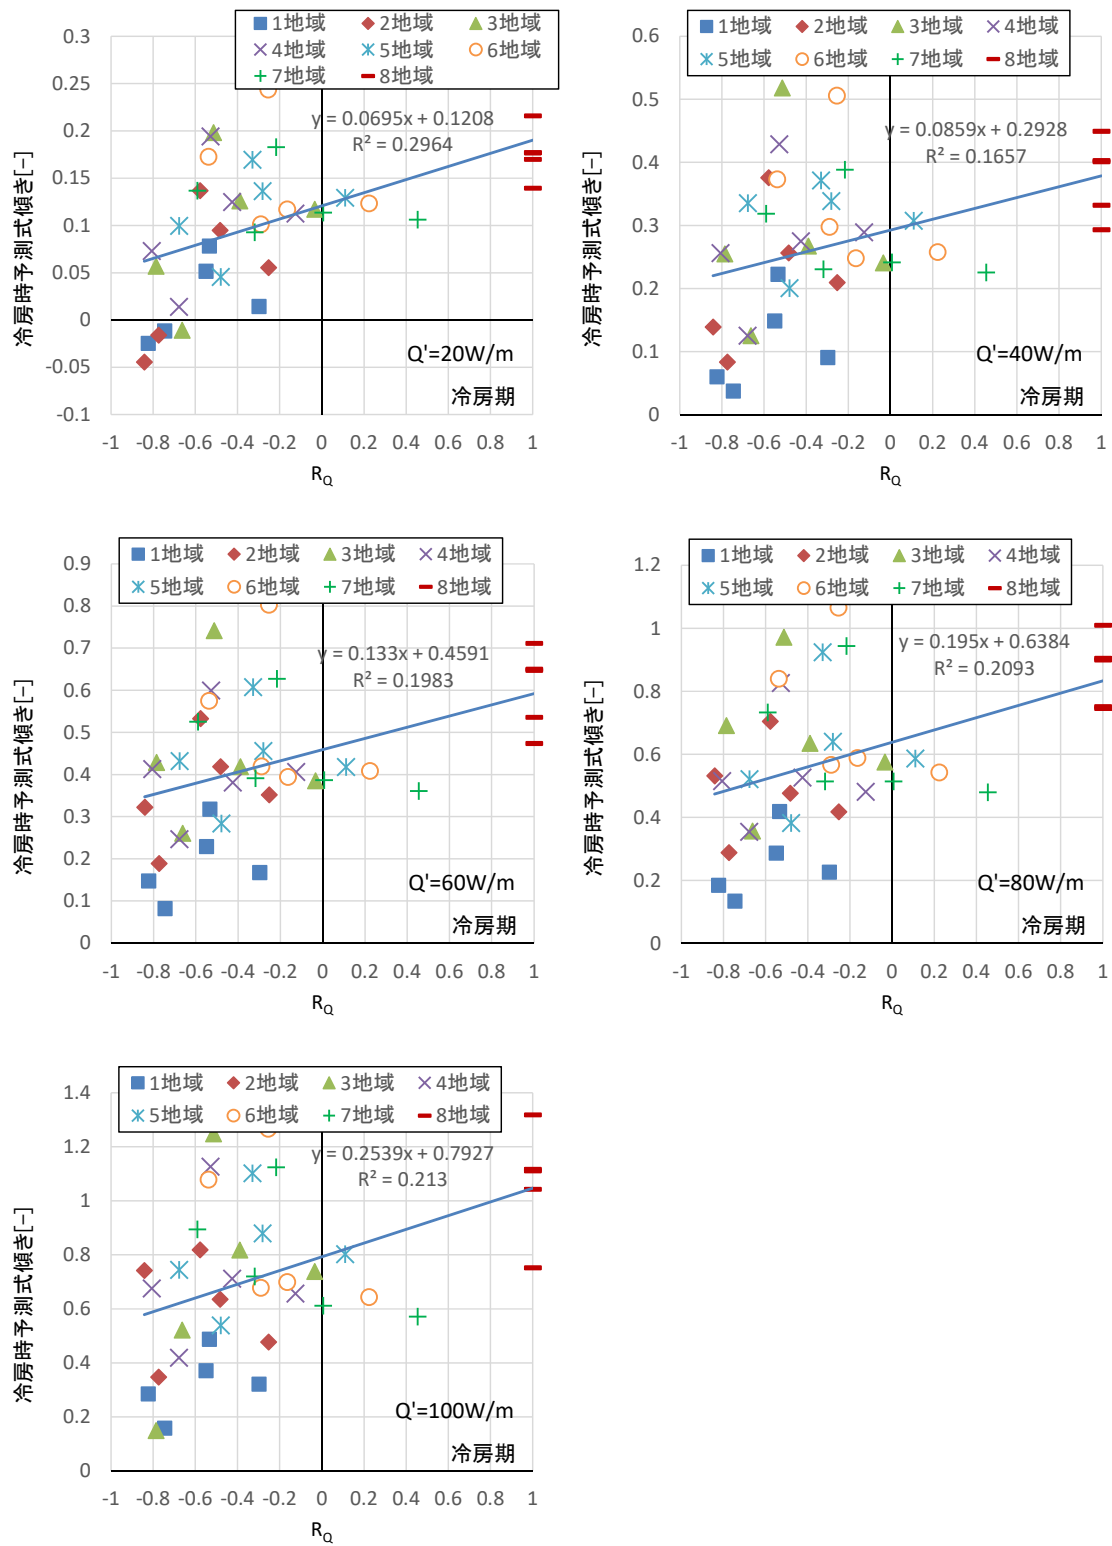 1地域 2地域 3地域
4地域 5地域 6地域
7地域 8地域
0.3
0.25
0.2
0.15
0.1
0.05
0
-0.05
-0.1
冷房時予測式傾き[-]
y = 0.0695x + 0.1208
R² = 0.2964
Q'=20W/m
冷房期
-1 -0.8 -0.6 -0.4 -0.2 0 0.2 0.4 0.6 0.8 1
R_Q
1地域 2地域 3地域 4地域
5地域 6地域 7地域 8地域
0.6
0.5
0.4
0.3
0.2
0.1
0
冷房時予測式傾き[-]
y = 0.0859x + 0.2928
R² = 0.1657
Q'=40W/m
冷房期
-1 -0.8 -0.6 -0.4 -0.2 0 0.2 0.4 0.6 0.8 1
R_Q
1地域 2地域 3地域 4地域
5地域 6地域 7地域 8地域
0.9
0.8
0.7
0.6
0.5
0.4
0.3
0.2
0.1
0
冷房時予測式傾き[-]
y = 0.133x + 0.4591
R² = 0.1983
Q'=60W/m
冷房期
-1 -0.8 -0.6 -0.4 -0.2 0 0.2 0.4 0.6 0.8 1
R_Q
1地域 2地域 3地域 4地域
5地域 6地域 7地域 8地域
1.2
1
0.8
0.6
0.4
0.2
0
冷房時予測式傾き[-]
y = 0.195x + 0.6384
R² = 0.2093
Q'=80W/m
冷房期
-1 -0.8 -0.6 -0.4 -0.2 0 0.2 0.4 0.6 0.8 1
R_Q
1地域 2地域 3地域 4地域
5地域 6地域 7地域 8地域
1.4
1.2
1
0.8
0.6
0.4
0.2
0
冷房時予測式傾き[-]
y = 0.2539x + 0.7927
R² = 0.213
Q'=100W/m
冷房期
-1 -0.8 -0.6 -0.4 -0.2 0 0.2 0.4 0.6 0.8 1
R_Q